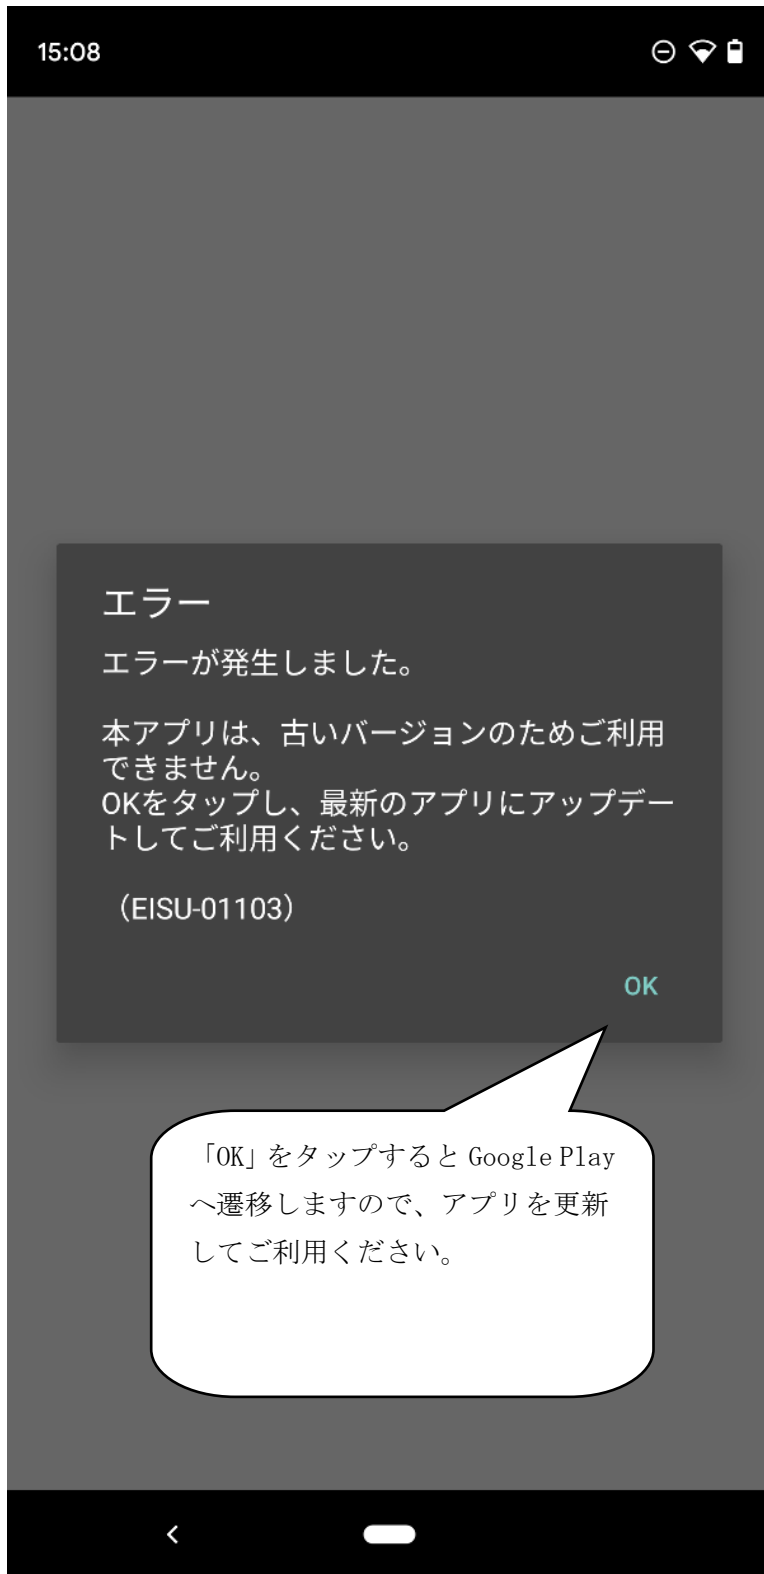 15:08
エラー
エラーが発生しました。
本アプリは、古いバージョンのためご利用
できません。
OKをタップし、最新のアプリにアップデー
トしてご利用ください。
（EISU-01103）
OK
「OK」をタップすると Google Play
へ遷移しますので、アプリを更新
してご利用ください。